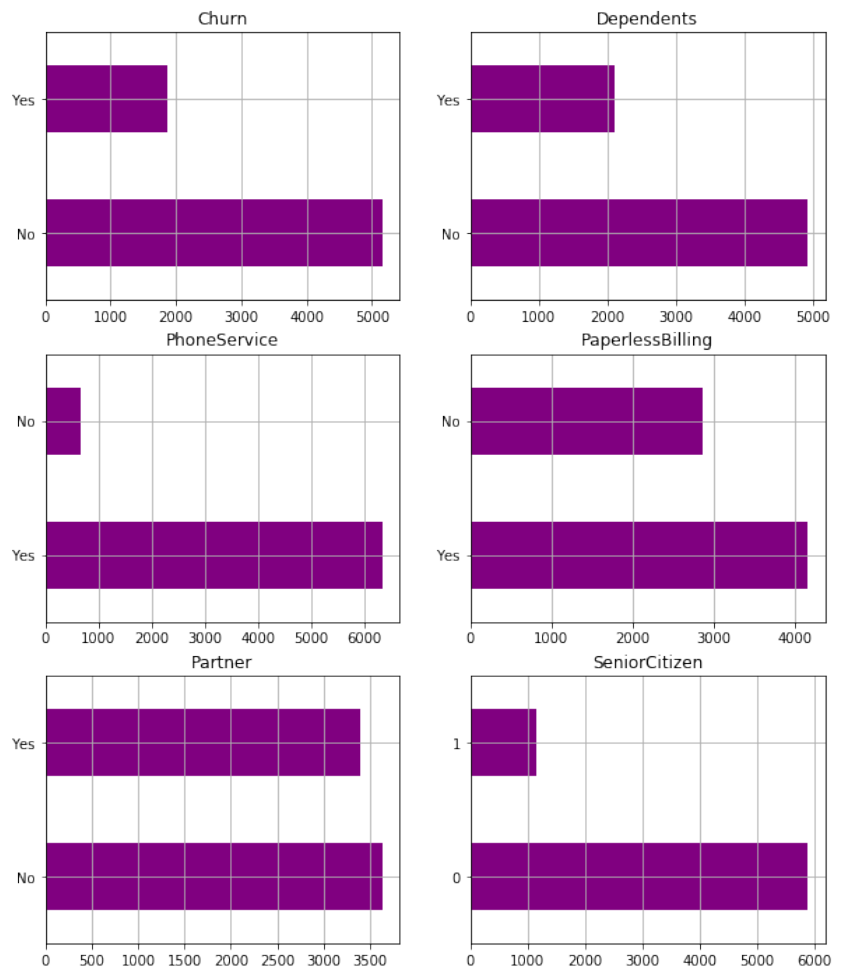 Churn
Yes
No
0 1000 2000 3000 4000 5000
Dependents
Yes
No
0 1000 2000 3000 4000 5000
PhoneService
No
Yes
0 1000 2000 3000 4000 5000 6000
PaperlessBilling
No
Yes
0 1000 2000 3000 4000
Partner
Yes
No
0 500 1000 1500 2000 2500 3000 3500
SeniorCitizen
1
0
0 1000 2000 3000 4000 5000 6000